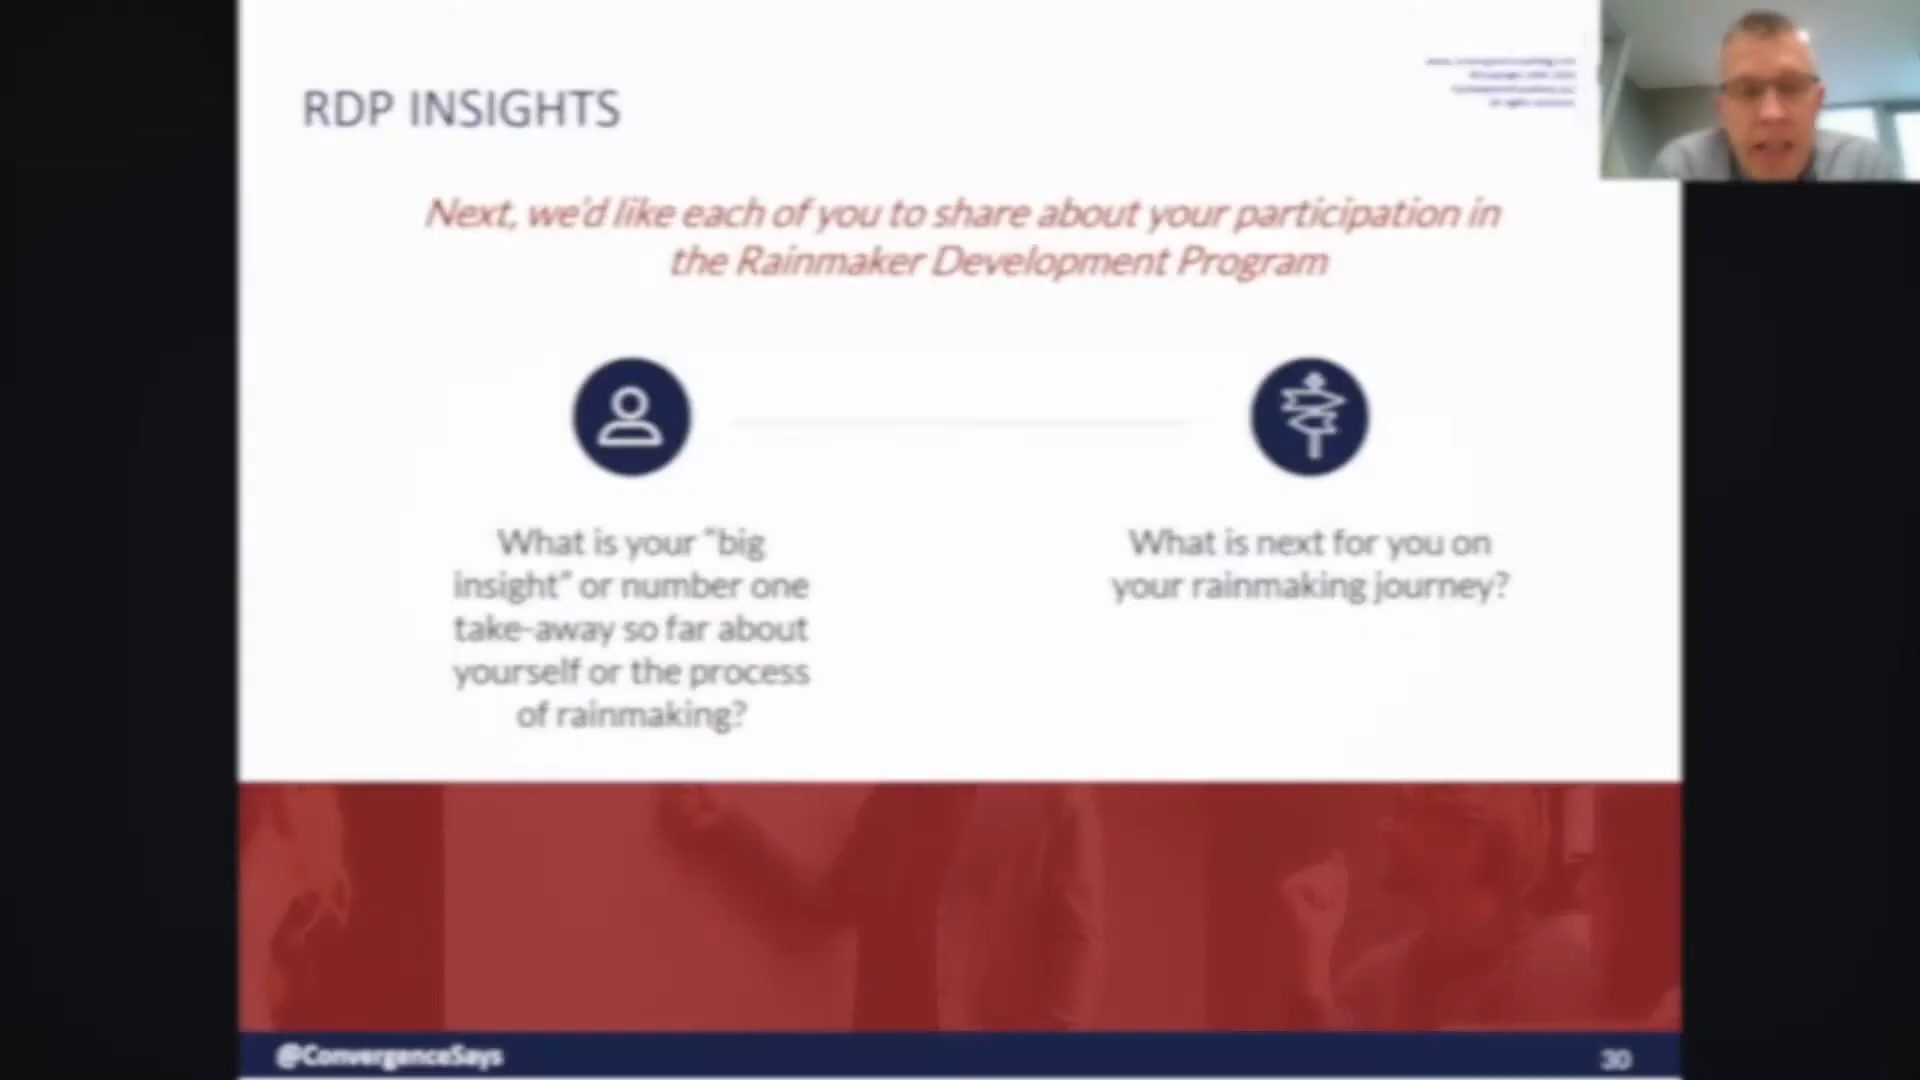 RDP INSIGHTS
Next, we'd like each of you to share about your participation in
the Rainmaker Development Program
What is your "big
insight" or number one
take-away so far about
yourself or the process
of rainmaking?
What is next for you on
your rainmaking journey?
@ConvergenceSays
30